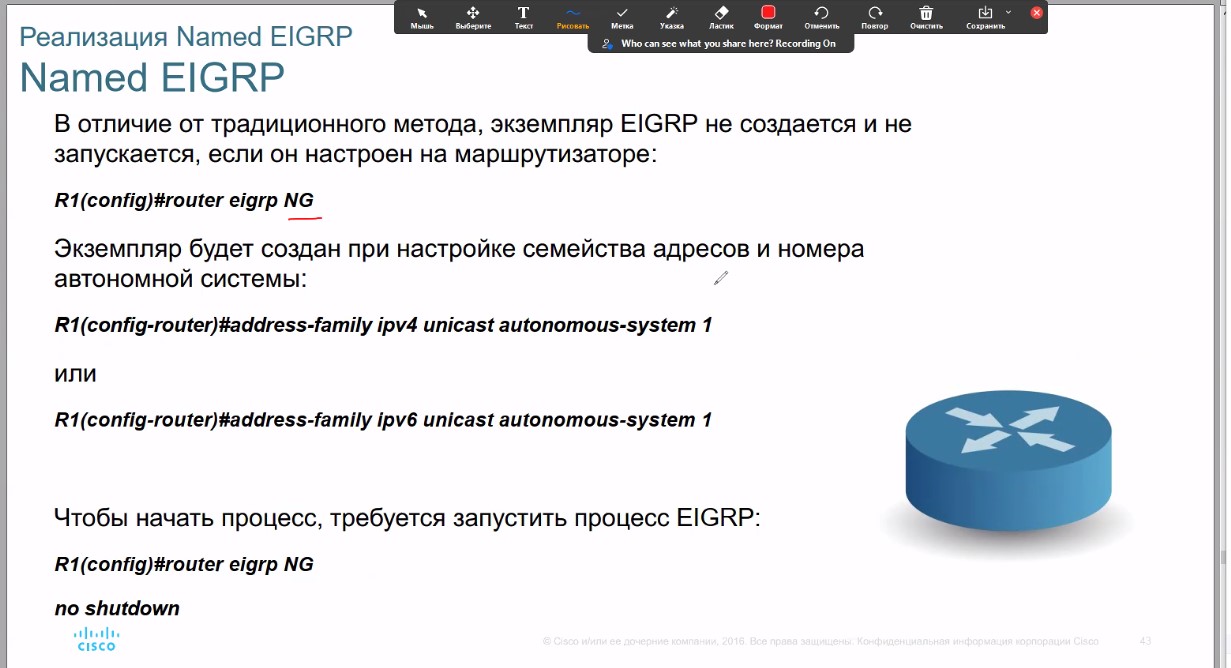 Мышь Выберите Текст Рисовать Метка Указка Ластик Формат Отменить Повтор Очистить Сохранить
Who can see what you share here? Recording On
Реализация Named EIGRP
Named EIGRP
В отличие от традиционного метода, экземпляр EIGRP не создается и не
запускается, если он настроен на маршрутизаторе:
R1(config)#router eigrp NG
Экземпляр будет создан при настройке семейства адресов и номера
автономной системы:
R1(config-router)#address-family ipv4 unicast autonomous-system 1
или
R1(config-router)#address-family ipv6 unicast autonomous-system 1
Чтобы начать процесс, требуется запустить процесс EIGRP:
R1(config)#router eigrp NG
no shutdown
CISCO
© Cisco и/или ее дочерние компании, 2016. Все права защищены. Конфиденциальная информация корпорации Cisco 43